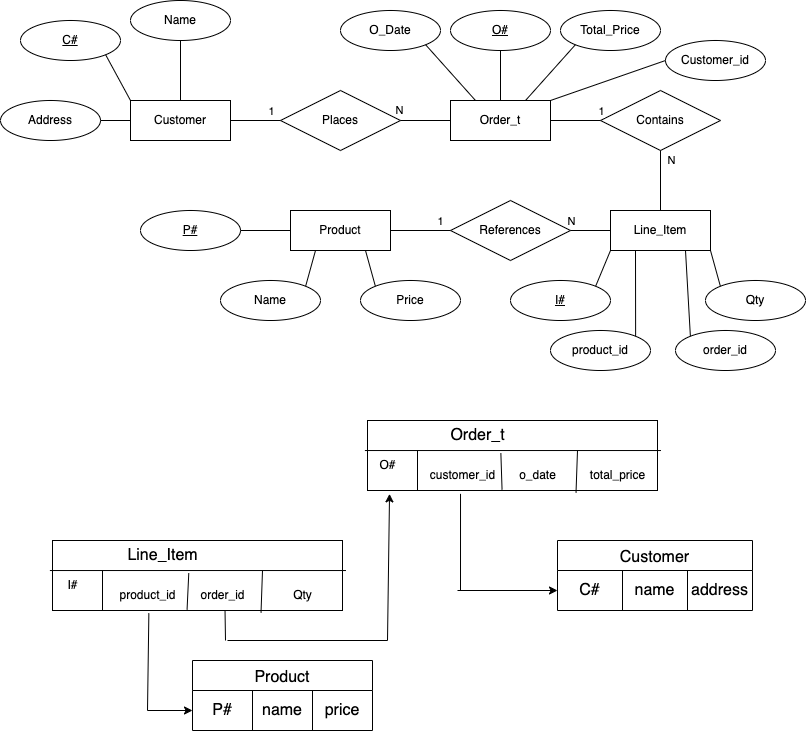 Name
C#
O_Date
O#
Total_Price
Customer_id
Address
Customer
1
Places
N
Order_t
1
Contains
N
P#
Product
1
References
N
Line_Item
Name
Price
I#
Qty
product_id
order_id
Order_t
O#
customer_id
o_date
total_price
Line_Item
I#
product_id
order_id
Qty
Customer
C#
name
address
Product
P#
name
price